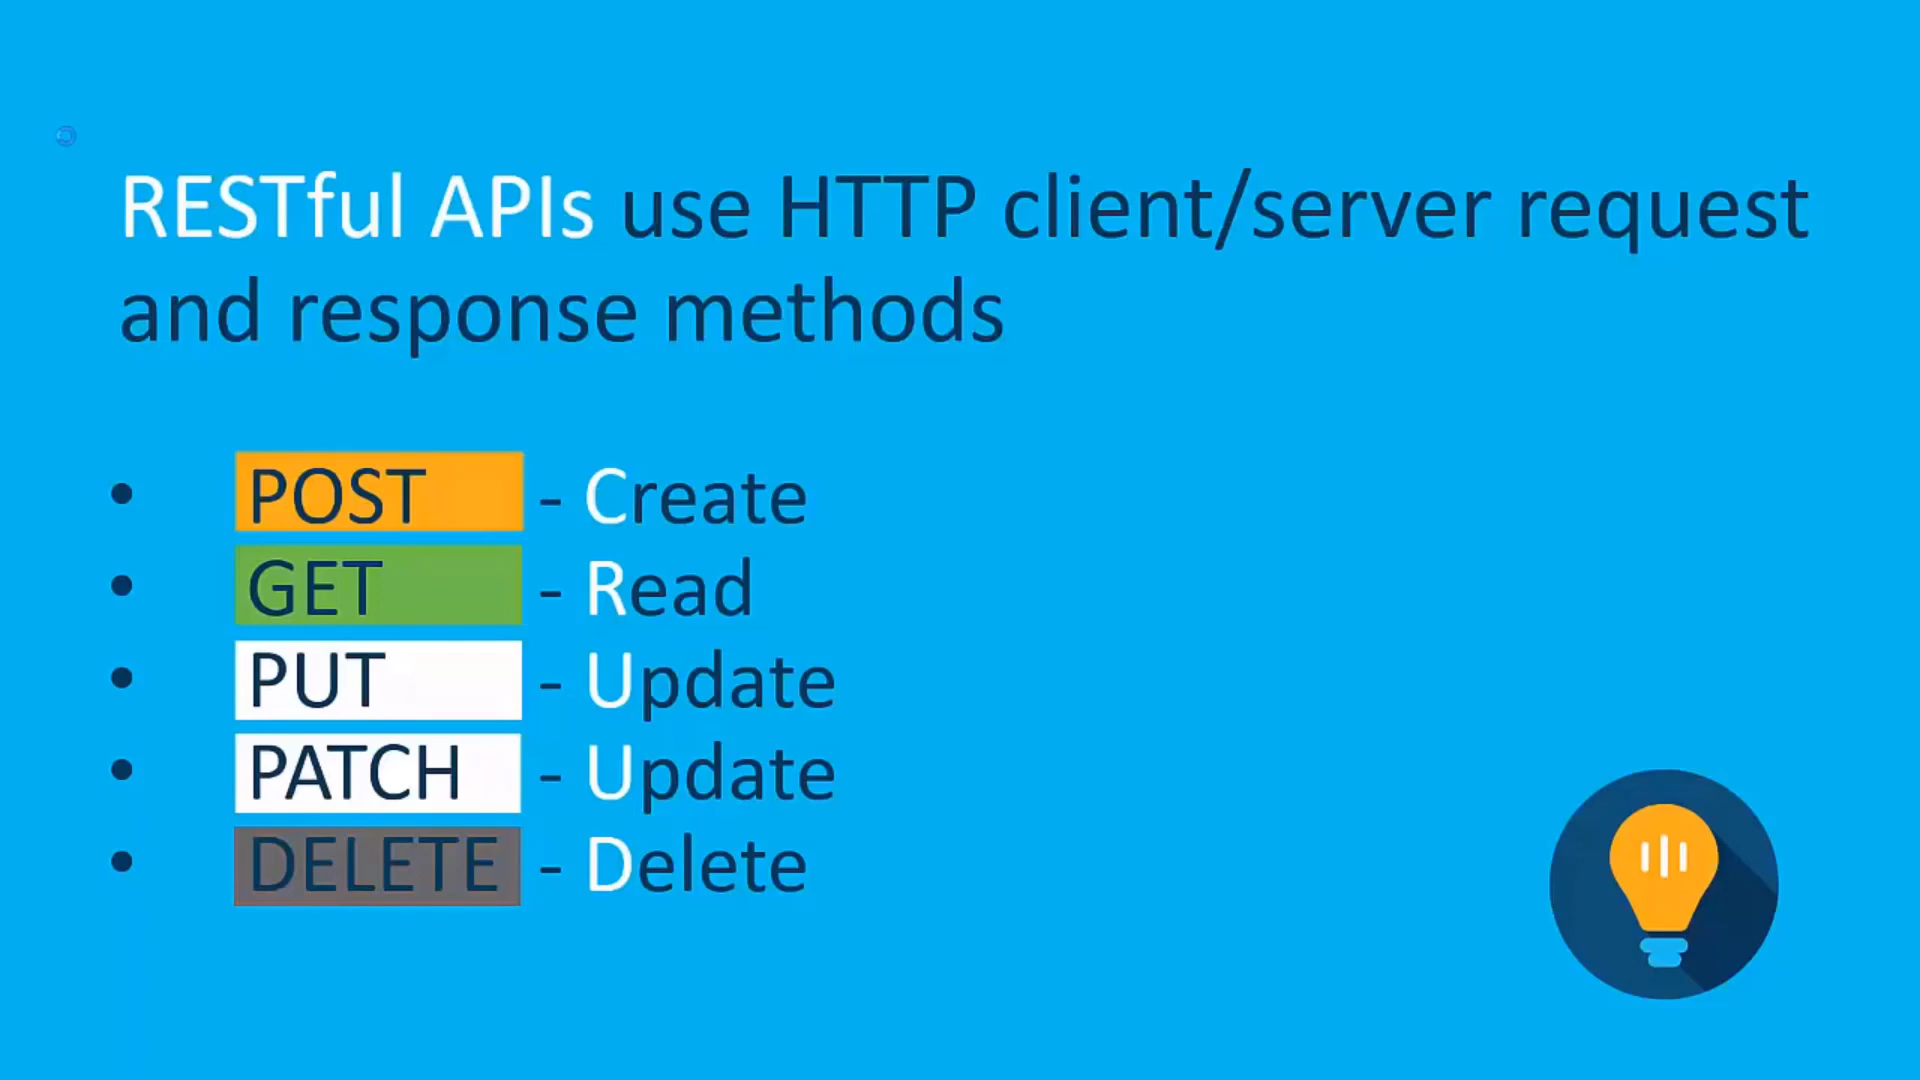 RESTful APIs use HTTP client/server request
and response methods
• POST - Create
• GET - Read
• PUT - Update
• PATCH - Update
• DELETE - Delete